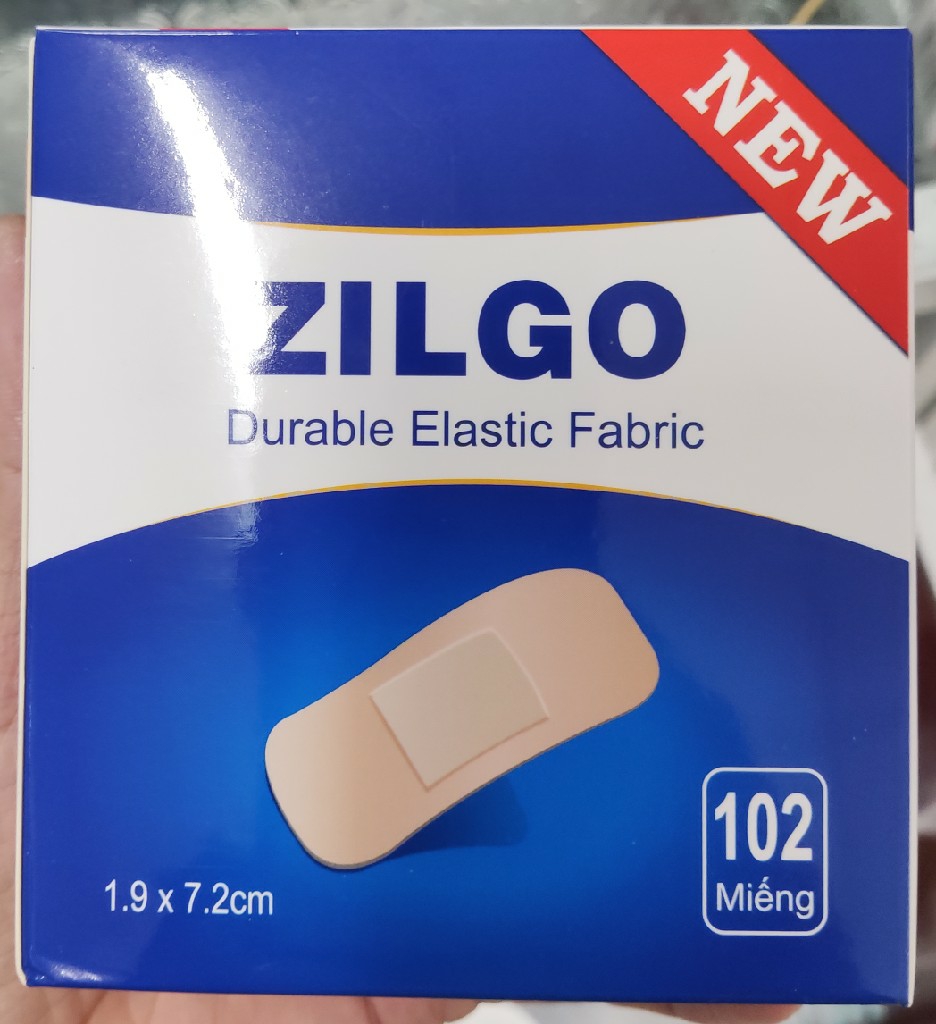 NEW
ZILGO
Durable Elastic Fabric
1.9 x 7.2cm
102
Miếng